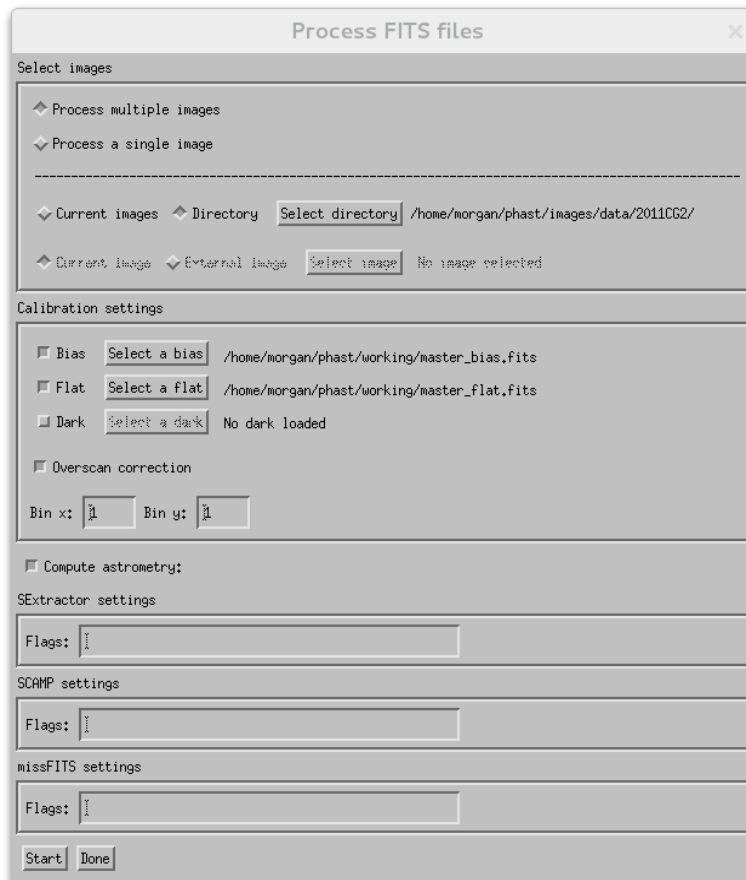 Process FITS files
Select images
Process multiple images
Process a single image
Current images Directory Select directory /home/morgan/phast/images/data/2011CG2/
Current image External image Select image No image selected
Calibration settings
Bias Select a bias /home/morgan/phast/working/master_bias.fits
Flat Select a flat /home/morgan/phast/working/master_flat.fits
Dark Select a dark No dark loaded
Overscan correction
Bin x: 1 Bin y: 1
Compute astrometry:
SExtractor settings
Flags:
SCAMP settings
Flags:
missFITS settings
Flags:
Start Done